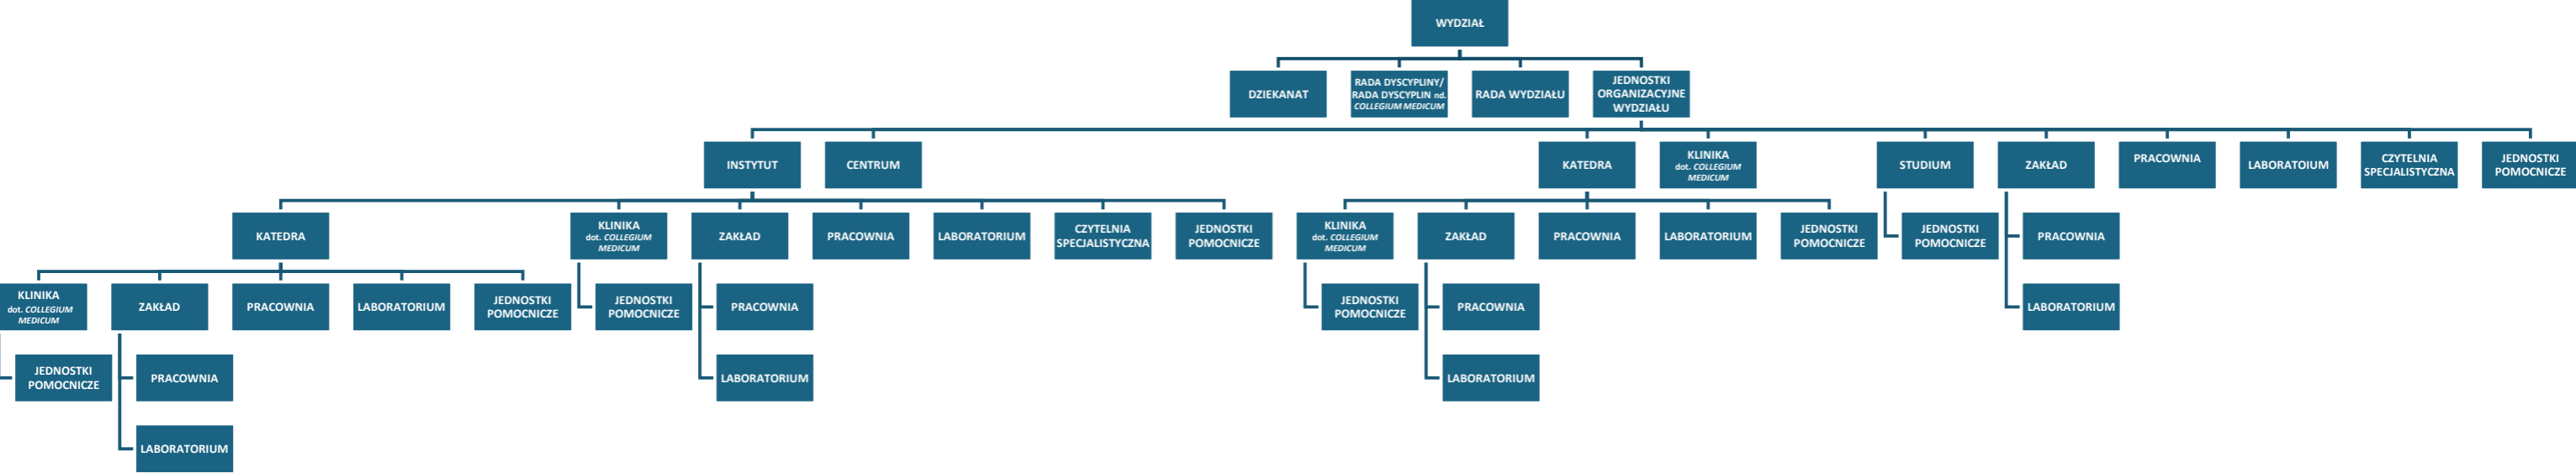 WYDZIAŁ
DZIEKANAT
RADA DYSCYPLINY/
RADA DYSCYPLIN nd.
COLLEGIUM MEDICUM
RADA WYDZIAŁU
JEDNOSTKI
ORGANIZACYJNE
WYDZIAŁU
INSTYTUT
CENTRUM
KATEDRA
KLINIKA
dot. COLLEGIUM
MEDICUM
STUDIUM
ZAKŁAD
PRACOWNIA
LABORATOIUM
CZYTELNIA
SPECJALISTYCZNA
JEDNOSTKI
POMOCNICZE
KATEDRA
KLINIKA
dot. COLLEGIUM
MEDICUM
ZAKŁAD
PRACOWNIA
LABORATORIUM
CZYTELNIA
SPECJALISTYCZNA
JEDNOSTKI
POMOCNICZE
KLINIKA
dot. COLLEGIUM
MEDICUM
ZAKŁAD
PRACOWNIA
LABORATORIUM
JEDNOSTKI
POMOCNICZE
JEDNOSTKI
POMOCNICZE
PRACOWNIA
KLINIKA
dot. COLLEGIUM
MEDICUM
ZAKŁAD
PRACOWNIA
LABORATORIUM
JEDNOSTKI
POMOCNICZE
JEDNOSTKI
POMOCNICZE
PRACOWNIA
JEDNOSTKI
POMOCNICZE
PRACOWNIA
LABORATORIUM
JEDNOSTKI
POMOCNICZE
PRACOWNIA
LABORATORIUM
LABORATORIUM
LABORATORIUM